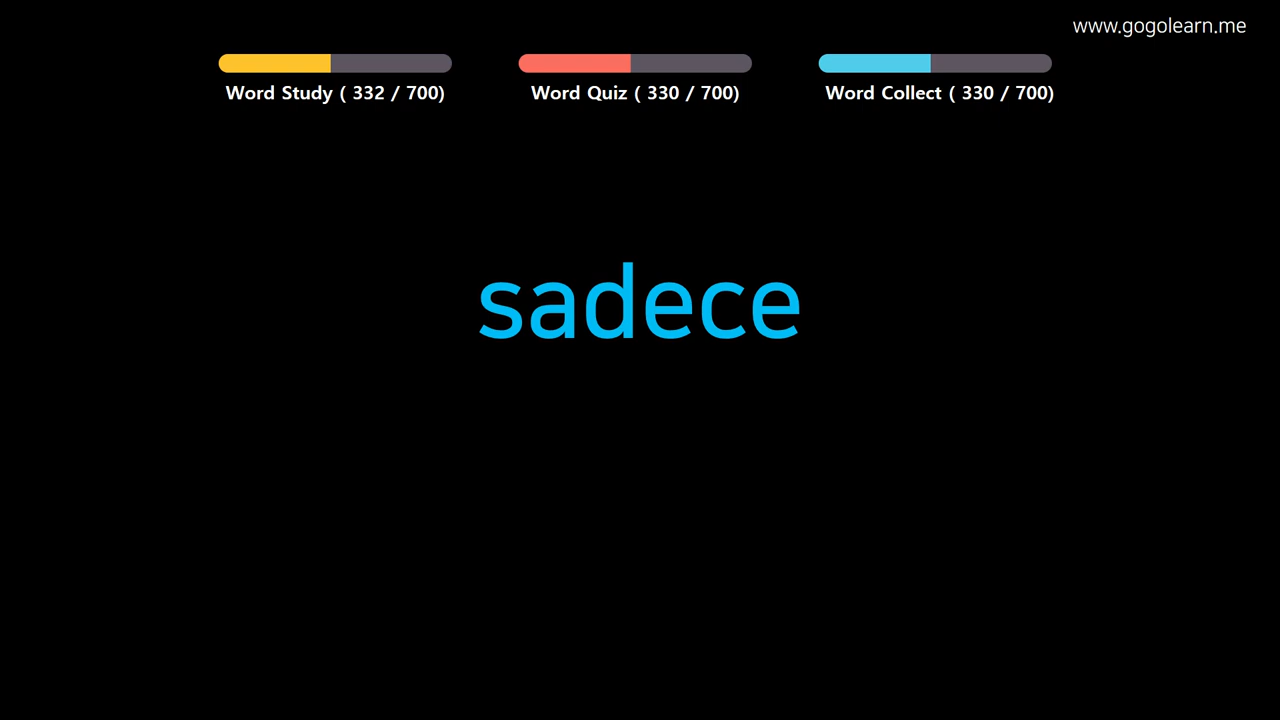 www.gogolearn.me
Word Study ( 332 / 700)
Word Quiz ( 330 / 700)
Word Collect ( 330 / 700)
sadece